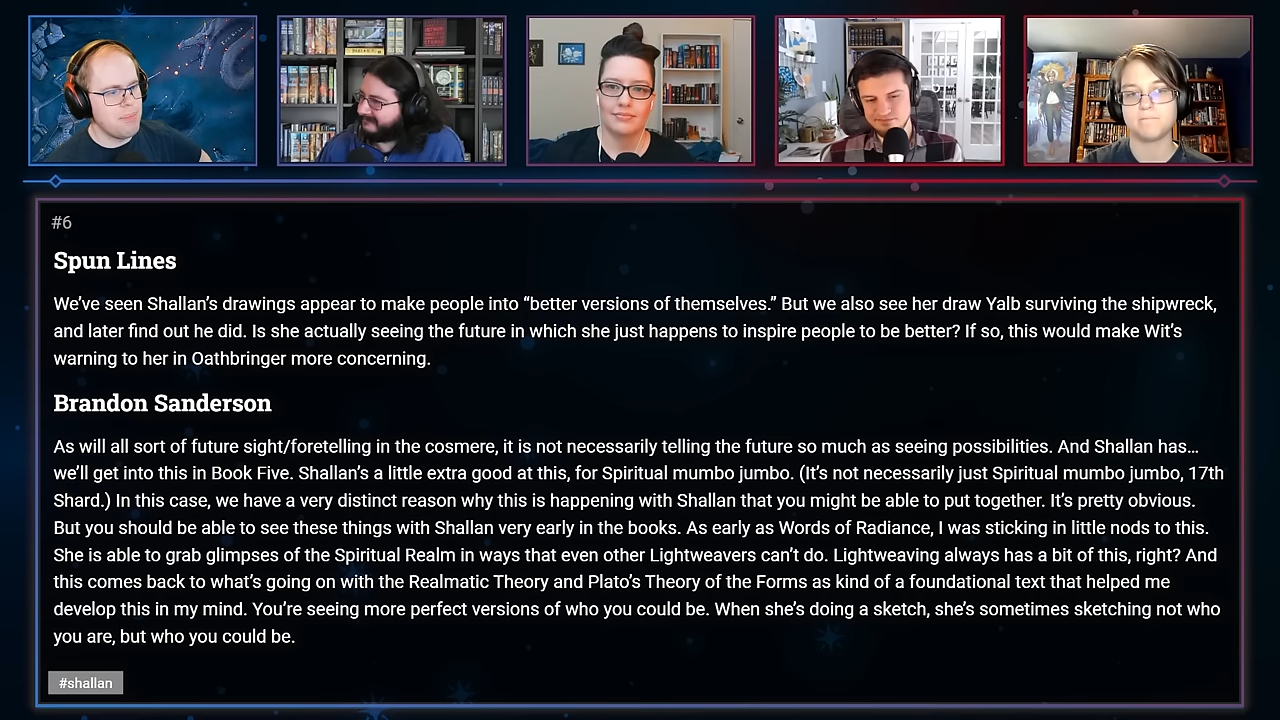 #6
Spun Lines
We’ve seen Shallan’s drawings appear to make people into “better versions of themselves.” But we also see her draw Yalb surviving the shipwreck,
and later find out he did. Is she actually seeing the future in which she just happens to inspire people to be better? If so, this would make Wit’s
warning to her in Oathbringer more concerning.
Brandon Sanderson
As will all sort of future sight/foretelling in the cosmere, it is not necessarily telling the future so much as seeing possibilities. And Shallan has…
we’ll get into this in Book Five. Shallan’s a little extra good at this, for Spiritual mumbo jumbo. (It’s not necessarily just Spiritual mumbo jumbo, 17th
Shard.) In this case, we have a very distinct reason why this is happening with Shallan that you might be able to put together. It’s pretty obvious.
But you should be able to see these things with Shallan very early in the books. As early as Words of Radiance, I was sticking in little nods to this.
She is able to grab glimpses of the Spiritual Realm in ways that even other Lightweavers can’t do. Lightweaving always has a bit of this, right? And
this comes back to what’s going on with the Realmatic Theory and Plato’s Theory of the Forms as kind of a foundational text that helped me
develop this in my mind. You’re seeing more perfect versions of who you could be. When she’s doing a sketch, she’s sometimes sketching not who
you are, but who you could be.
#shallan